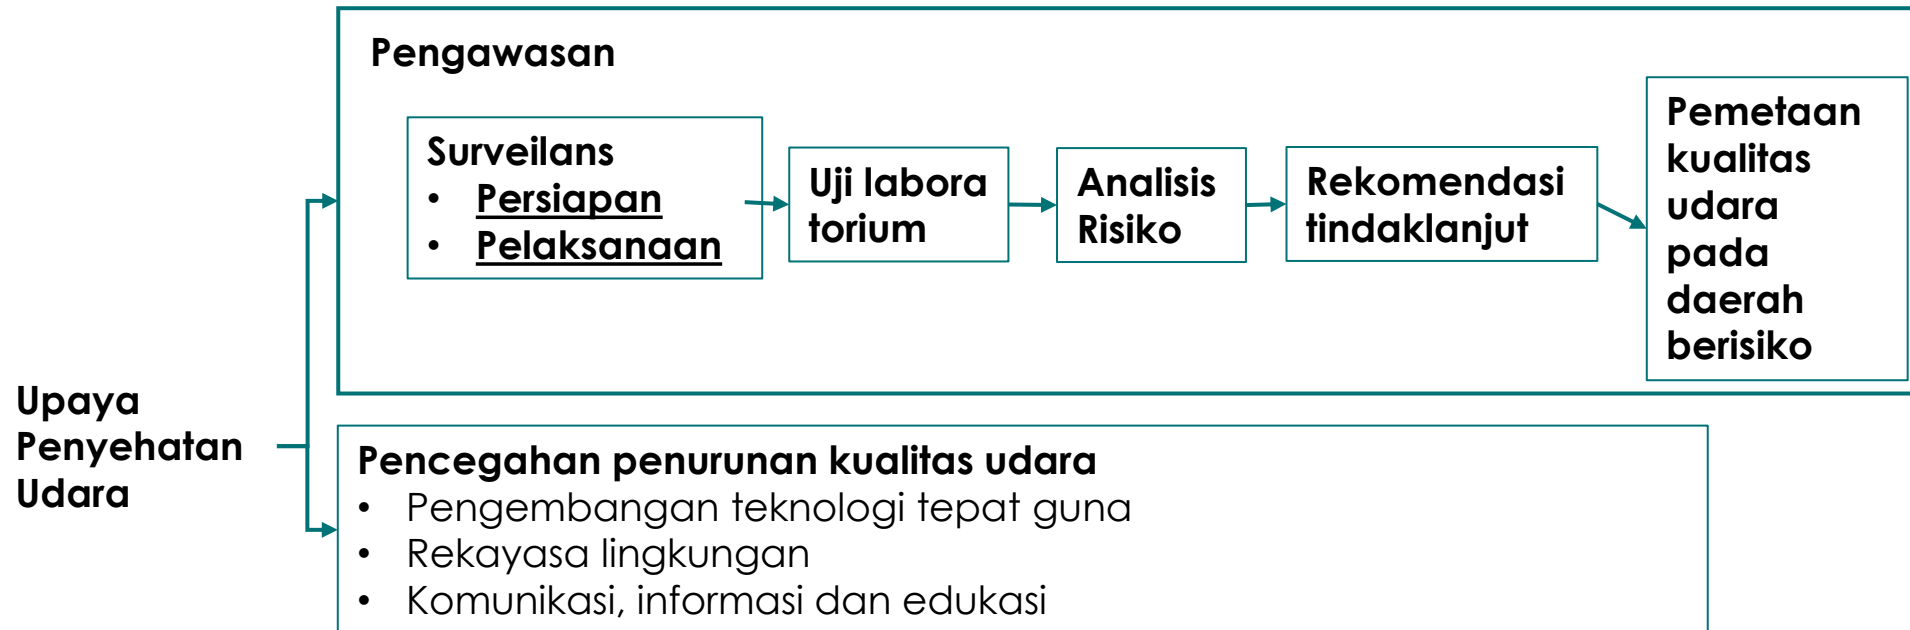 Pengawasan
Surveilans
• Persiapan
• Pelaksanaan
Uji labora
torium
Analisis
Risiko
Rekomendasi
tindaklanjut
Pemetaan
kualitas
udara
pada
daerah
berisiko
Upaya
Penyehatan
Udara
Pencegahan penurunan kualitas udara
• Pengembangan teknologi tepat guna
• Rekayasa lingkungan
• Komunikasi, informasi dan edukasi